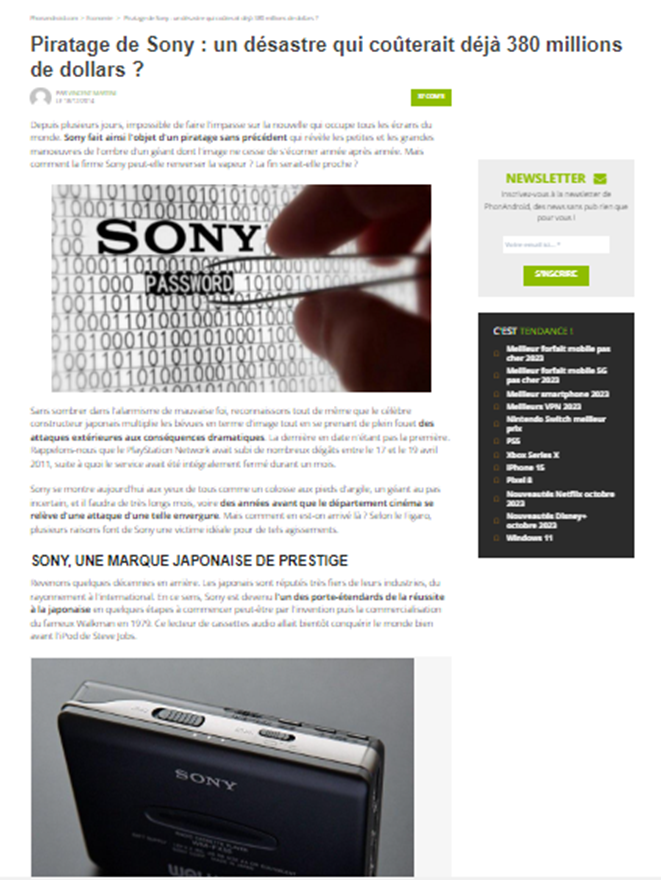 Phonandroid.com > Economie > Piratage de Sony : un désastre qui coûterait déjà 380 millions de dollars ?
Piratage de Sony : un désastre qui coûterait déjà 380 millions
de dollars ?
PAR
LE 18/12/2014
Depuis plusieurs jours, impossible de faire l'impasse sur la nouvelle qui occupe tous les écrans du
monde. Sony fait ainsi l'objet d'un piratage sans précédent qui révèle les petites et les grandes
manoeuvres de l'ombre d'un géant dont l'image ne cesse de s'écorner année après année. Mais
comment la firme Sony peut-elle renverser la vapeur ? La fin serait-elle proche ?
SONY
PASSWORD
NEWSLETTER
Inscrivez-vous à la newsletter de
PhonAndroid, des news sans pub rien que
pour vous !
Votre email ici... *
S'INSCRIRE
C'EST TENDANCE !
Meilleur forfait mobile pas
cher 2023
Meilleur forfait mobile 5G
pas cher 2023
Meilleur smartphone 2023
Meilleurs VPN 2023
Nintendo Switch meilleur
prix
PS5
Xbox Series X
iPhone 15
Pixel 8
Nouveautés Netflix octobre
2023
Nouveautés Disney+
octobre 2023
Windows 11
Sans sombrer dans l'alarmisme de mauvaise foi, reconnaissons tout de même que le célèbre
constructeur japonais multiplie les bévues en terme d'image tout en se prenant de plein fouet des
attaques extérieures aux conséquences dramatiques. La dernière en date n'étant pas la première.
Rappelons-nous que le PlayStation Network avait subi de nombreux dégâts entre le 17 et le 19 avril
2011, suite à quoi le service avait été intégralement fermé durant un mois.
Sony se montre aujourd'hui aux yeux de tous comme un colosse aux pieds d'argile, un géant au pas
incertain, et il faudra de très longs mois, voire des années avant que le département cinéma se
relève d'une attaque d'une telle envergure. Mais comment en est-on arrivé là ? Selon le Figaro,
plusieurs raisons font de Sony une victime idéale pour de tels agissements.
SONY, UNE MARQUE JAPONAISE DE PRESTIGE
Revenons quelques décennies en arrière. Les japonais sont réputés très fiers de leurs industries, du
rayonnement à l'international. En ce sens, Sony est devenu l'un des porte-étendards de la réussite
à la japonaise en quelques étapes à commencer peut-être par l'invention puis la commercialisation
du fameux Walkman en 1979. Ce lecteur de cassettes audio allait bientôt conquérir le monde bien
avant l'iPod de Steve Jobs.
SONY
WALKMAN